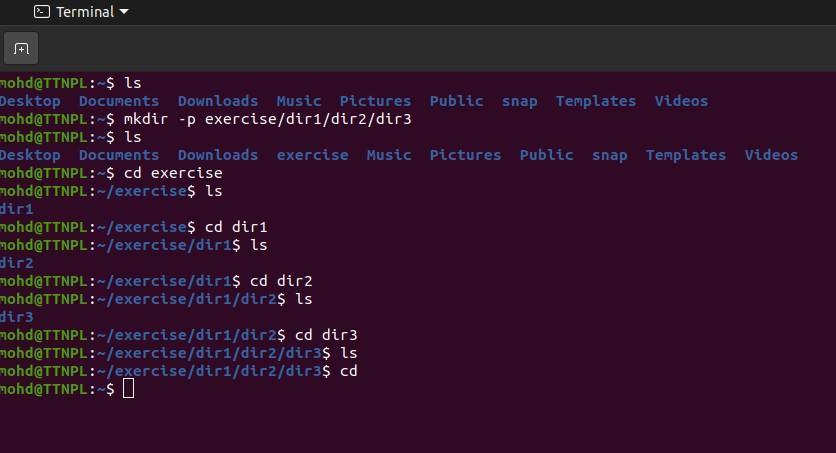 Terminal
mohd@TTNPL:~$ ls
Desktop Documents Downloads Music Pictures Public snap Templates Videos
mohd@TTNPL:~$ mkdir -p exercise/dir1/dir2/dir3
mohd@TTNPL:~$ ls
Desktop Documents Downloads exercise Music Pictures Public snap Templates Videos
mohd@TTNPL:~$ cd exercise
mohd@TTNPL:~/exercise$ ls
dir1
mohd@TTNPL:~/exercise$ cd dir1
mohd@TTNPL:~/exercise/dir1$ ls
dir2
mohd@TTNPL:~/exercise/dir1$ cd dir2
mohd@TTNPL:~/exercise/dir1/dir2$ ls
dir3
mohd@TTNPL:~/exercise/dir1/dir2$ cd dir3
mohd@TTNPL:~/exercise/dir1/dir2/dir3$ ls
mohd@TTNPL:~/exercise/dir1/dir2/dir3$ cd
mohd@TTNPL:~$